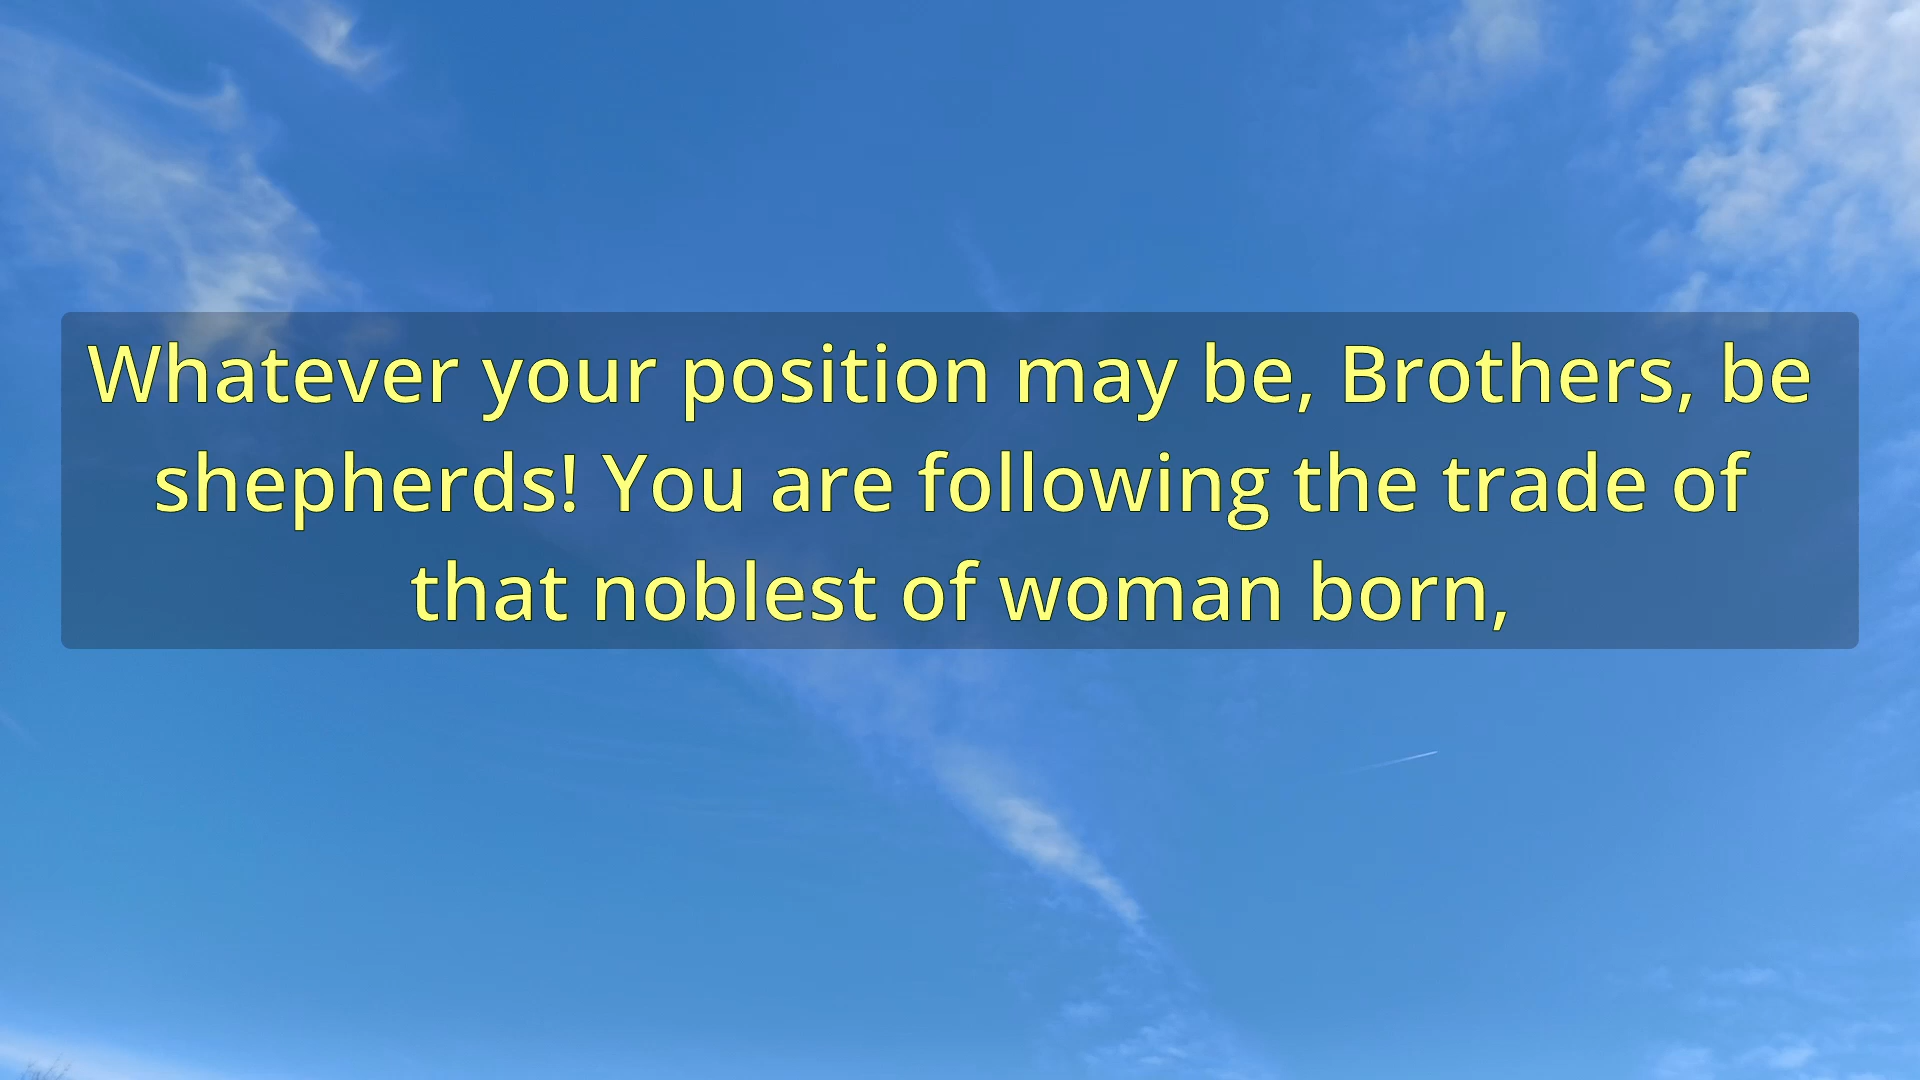 Whatever your position may be, Brothers, be
shepherds! You are following the trade of
that noblest of woman born,